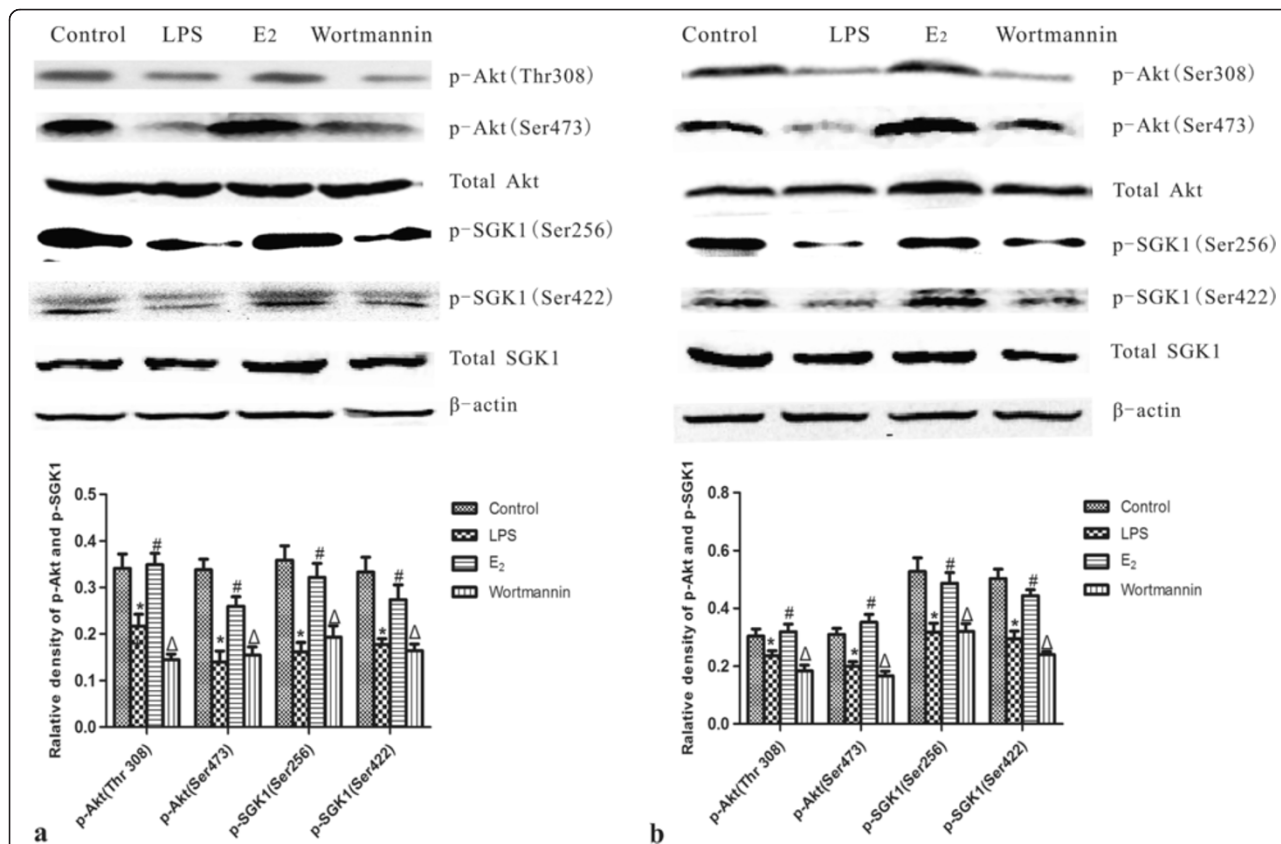 Control LPS E2 Wortmannin
p-Akt(Thr308)
p-Akt(Ser473)
Total Akt
p-SGK1(Ser256)
p-SGK1(Ser422)
Total SGK1
β-actin
Ralative density of p-Akt and p-SGK1
0.5
0.4
0.3
0.2
0.1
0.0
# * Δ
# * Δ
# * Δ
# * Δ
Control
LPS
E2
Wortmannin
p-Akt(Thr 308)
p-Akt(Ser473)
p-SGK1(Ser256)
p-SGK1(Ser422)
a
Control LPS E2 Wortmannin
p-Akt(Ser308)
p-Akt(Ser473)
Total Akt
p-SGK1(Ser256)
p-SGK1(Ser422)
Total SGK1
β-actin
Ralative density of p-Akt and p-SGK1
0.8
0.6
0.4
0.2
0.0
# * Δ
# * Δ
# * Δ
# * Δ
Control
LPS
E2
Wortmannin
p-Akt(Thr 308)
p-Akt(Ser473)
p-SGK1(Ser256)
p-SGK1(Ser422)
b